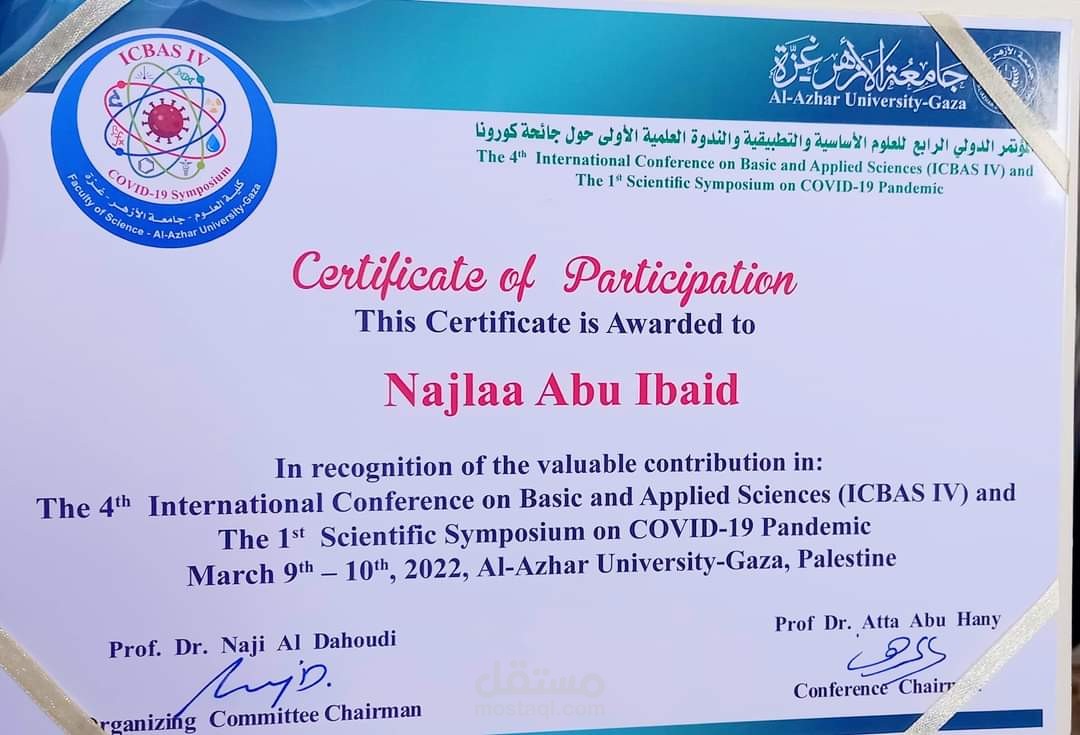 ICBAS IV
COVID-19 Symposium
كلية العلوم - جامعة الأزهر - غزة
Faculty of Science - Al-Azhar University-Gaza
جامعة الأزهر غزة
Al-Azhar University-Gaza
المؤتمر الدولي الرابع للعلوم الأساسية والتطبيقية والندوة العلمية الأولى حول جائحة كورونا
The 4th International Conference on Basic and Applied Sciences (ICBAS IV) and
The 1st Scientific Symposium on COVID-19 Pandemic
Certificate of Participation
This Certificate is Awarded to
Najlaa Abu Ibaid
In recognition of the valuable contribution in:
The 4th International Conference on Basic and Applied Sciences (ICBAS IV) and
The 1st Scientific Symposium on COVID-19 Pandemic
March 9th – 10th, 2022, Al-Azhar University-Gaza, Palestine
Prof. Dr. Naji Al Dahoudi
rganizing Committee Chairman
Prof Dr. Atta Abu Hany
Conference Chair
مستقل
mostaql.com